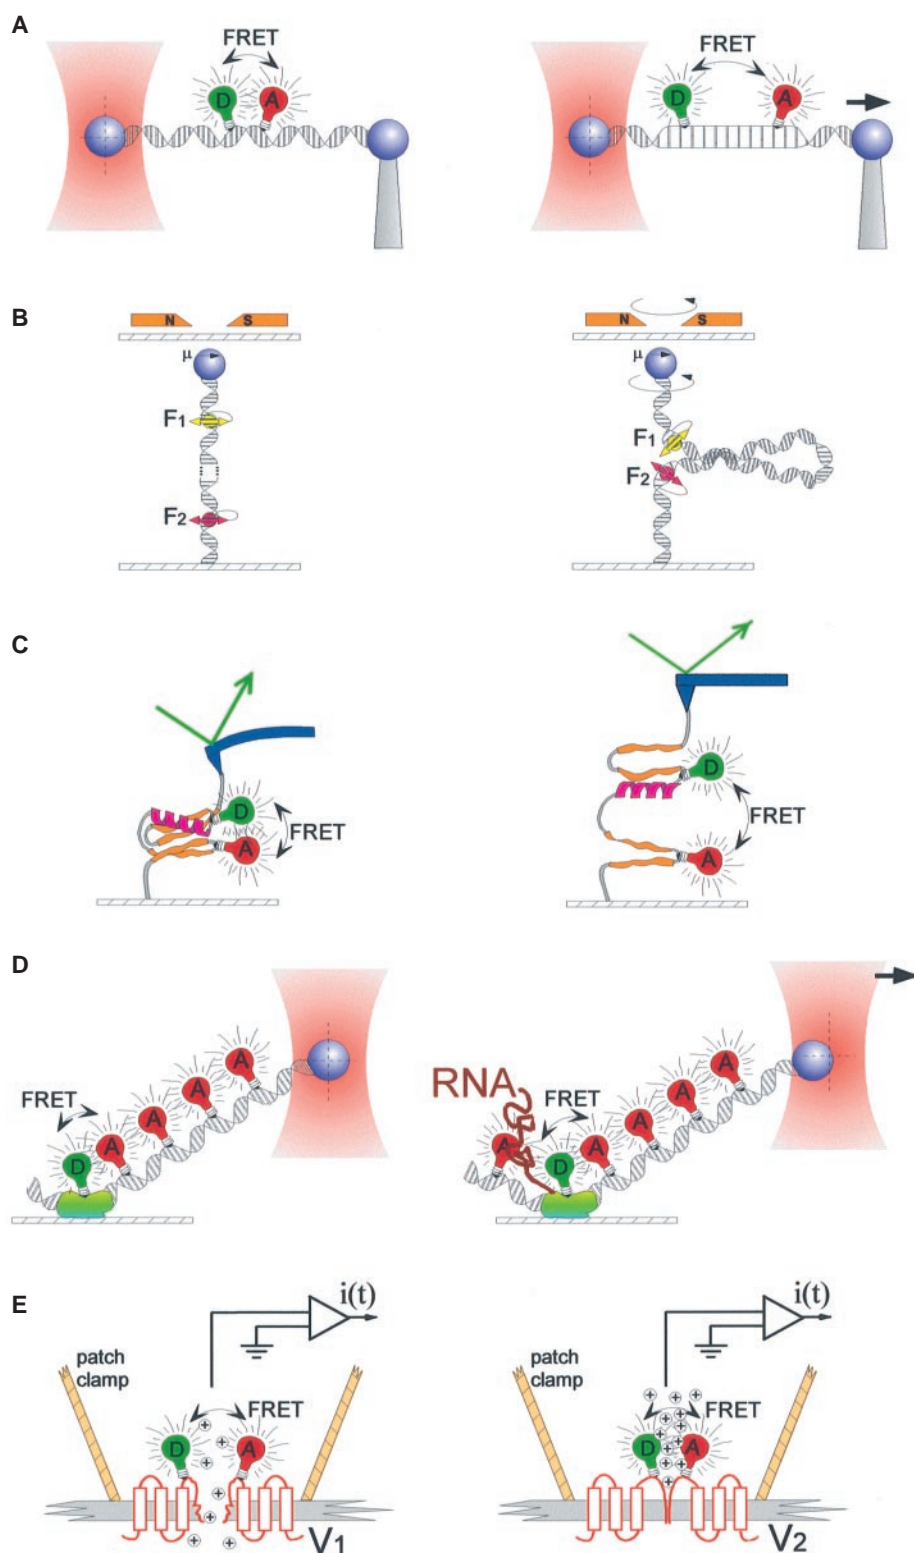 A
FRET
D
A
FRET
D
A
B
N
S
μ
F1
F2
N
S
μ
F1
F2
C
D
FRET
A
D
FRET
A
D
FRET
D
A
A
A
A
RNA
FRET
A
D
A
A
A
A
E
i(t)
patch
clamp
FRET
D
A
V1
i(t)
patch
clamp
FRET
D
A
V2